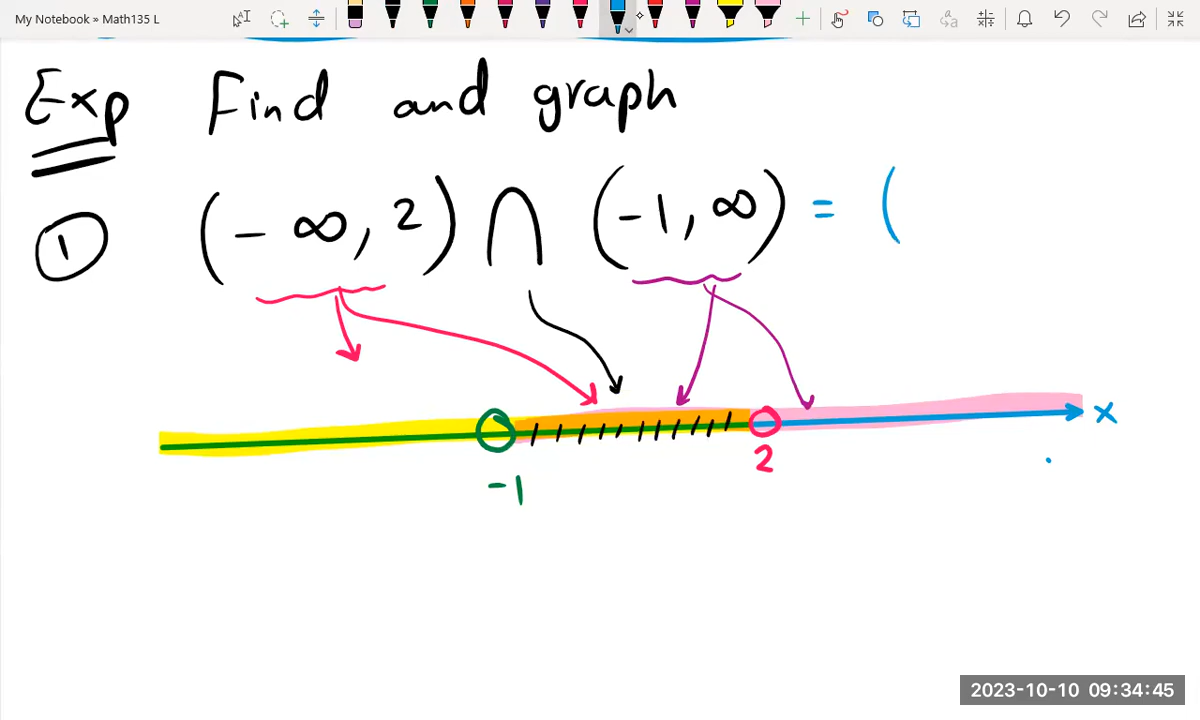 My Notebook » Math135 L
Exp Find and graph
① (-∞, 2) ∩ (-1, ∞) = (
x
-1
2
2023-10-10 09:34:45